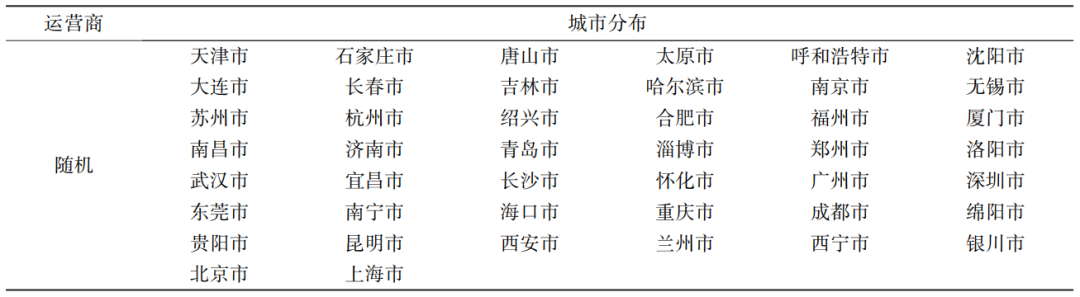 运营商 城市分布
天津市 石家庄市 唐山市 太原市 呼和浩特市 沈阳市
大连市 长春市 吉林市 哈尔滨市 南京市 无锡市
苏州市 杭州市 绍兴市 合肥市 福州市 厦门市
南昌市 济南市 青岛市 淄博市 郑州市 洛阳市
随机
武汉市 宜昌市 长沙市 怀化市 广州市 深圳市
东莞市 南宁市 海口市 重庆市 成都市 绵阳市
贵阳市 昆明市 西安市 兰州市 西宁市 银川市
北京市 上海市